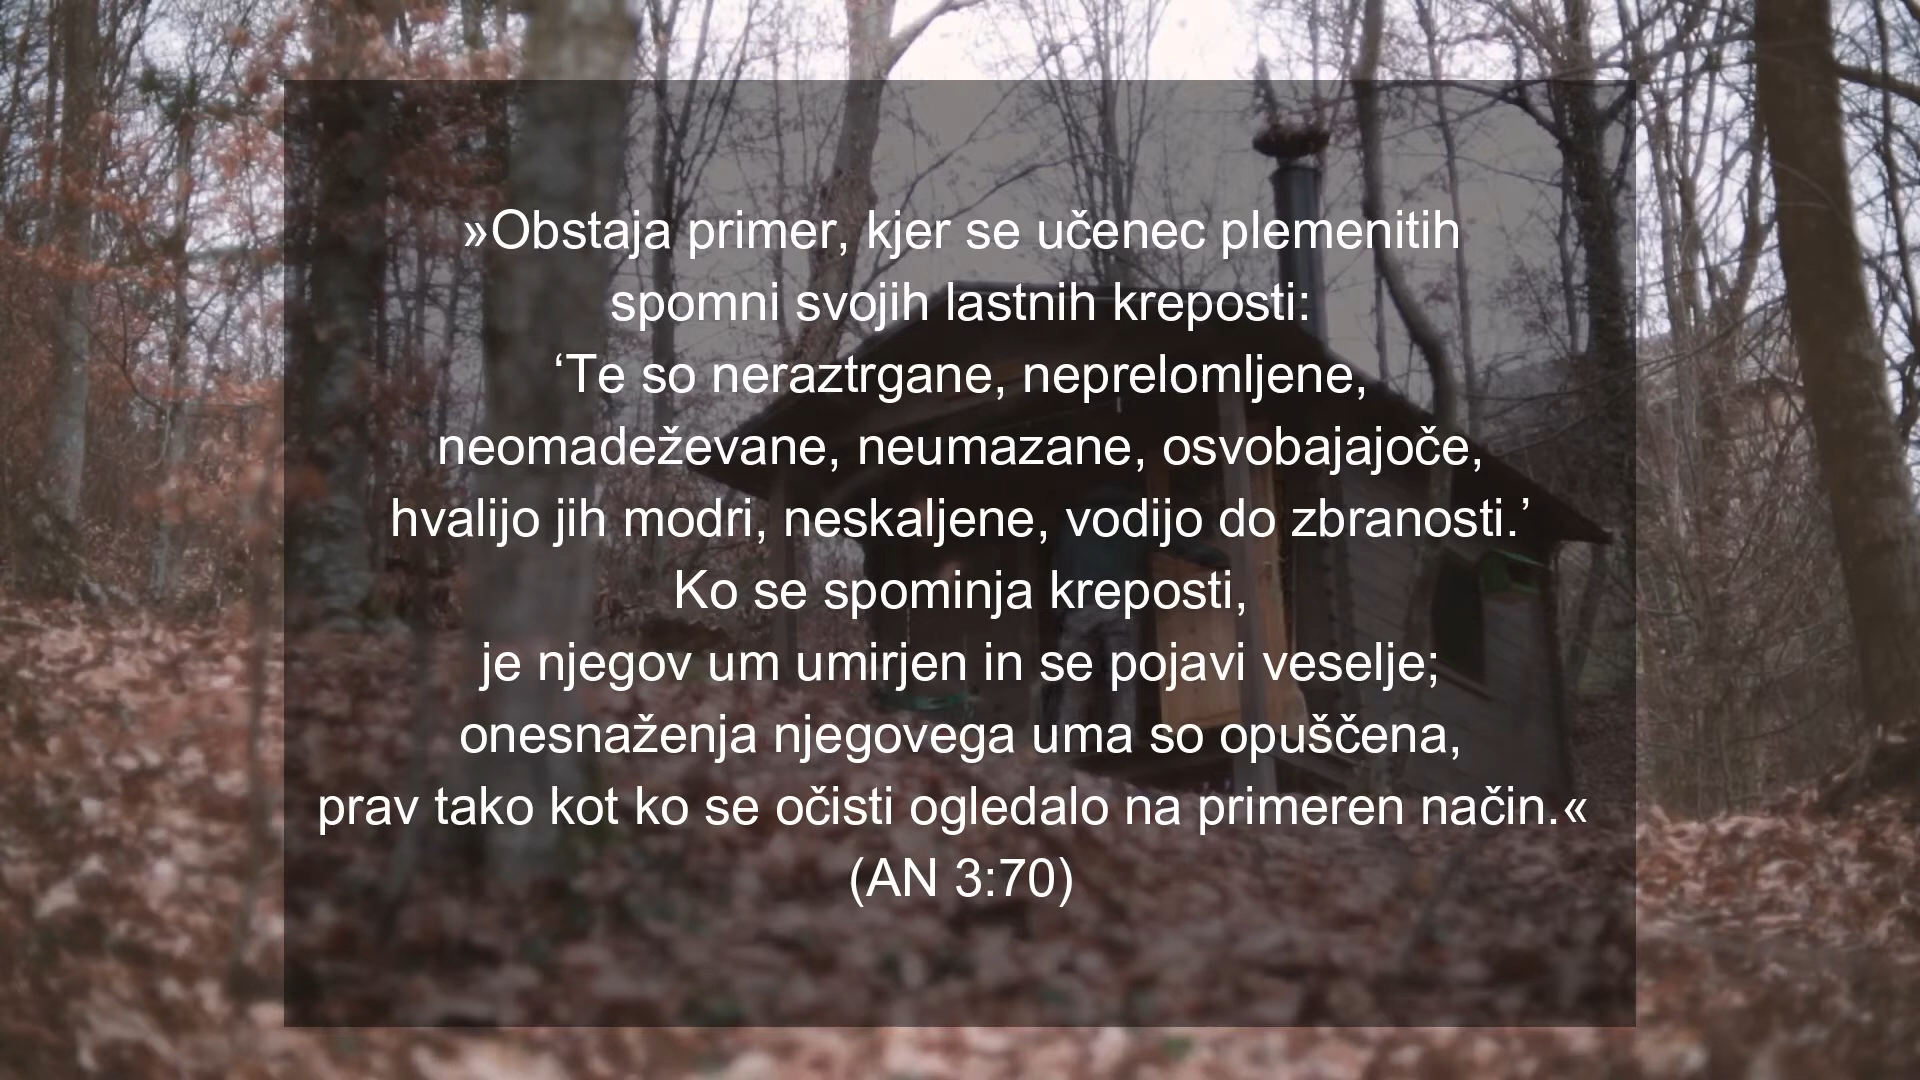 »Obstaja primer, kjer se učenec plemenitih
spomni svojih lastnih kreposti:
‘Te so neraztrgane, neprelomljene,
neomadeževane, neumazane, osvobajajoče,
hvalijo jih modri, neskaljene, vodijo do zbranosti.’
Ko se spominja kreposti,
je njegov um umirjen in se pojavi veselje;
onesnaženja njegovega uma so opuščena,
prav tako kot ko se očisti ogledalo na primeren način.«
(AN 3:70)